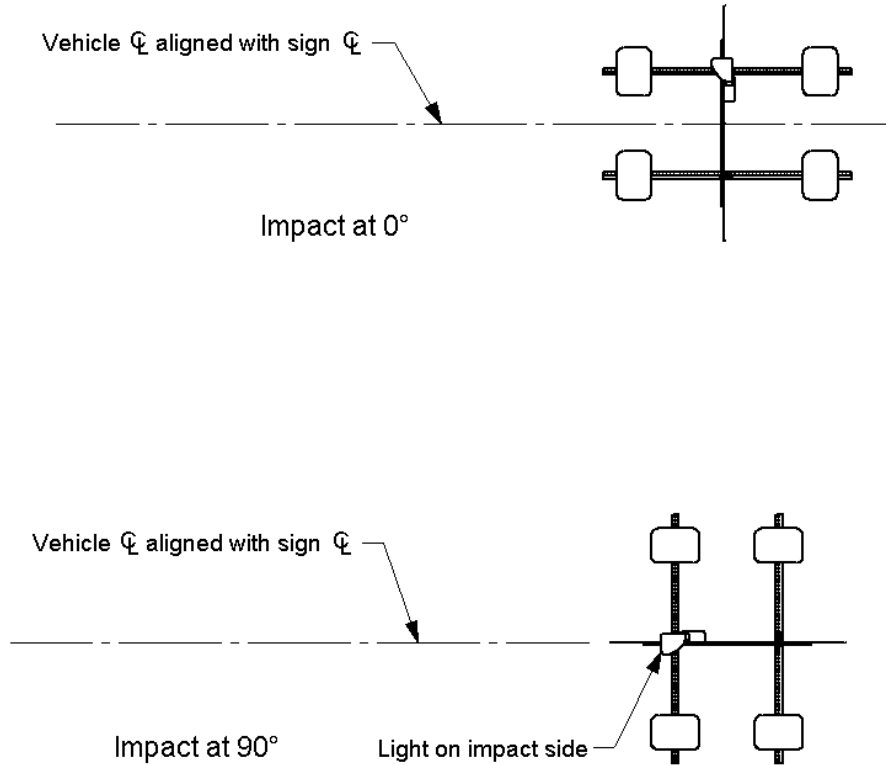 Vehicle ℄ aligned with sign ℄
Impact at 0°
Vehicle ℄ aligned with sign ℄
Impact at 90°
Light on impact side